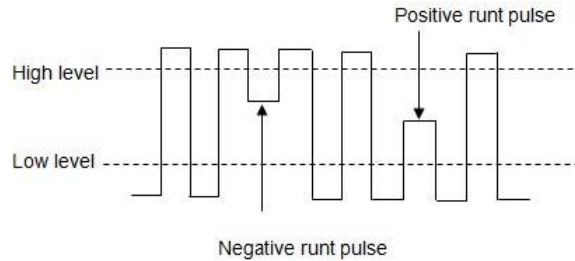 Positive runt pulse
High level
Low level
Negative runt pulse